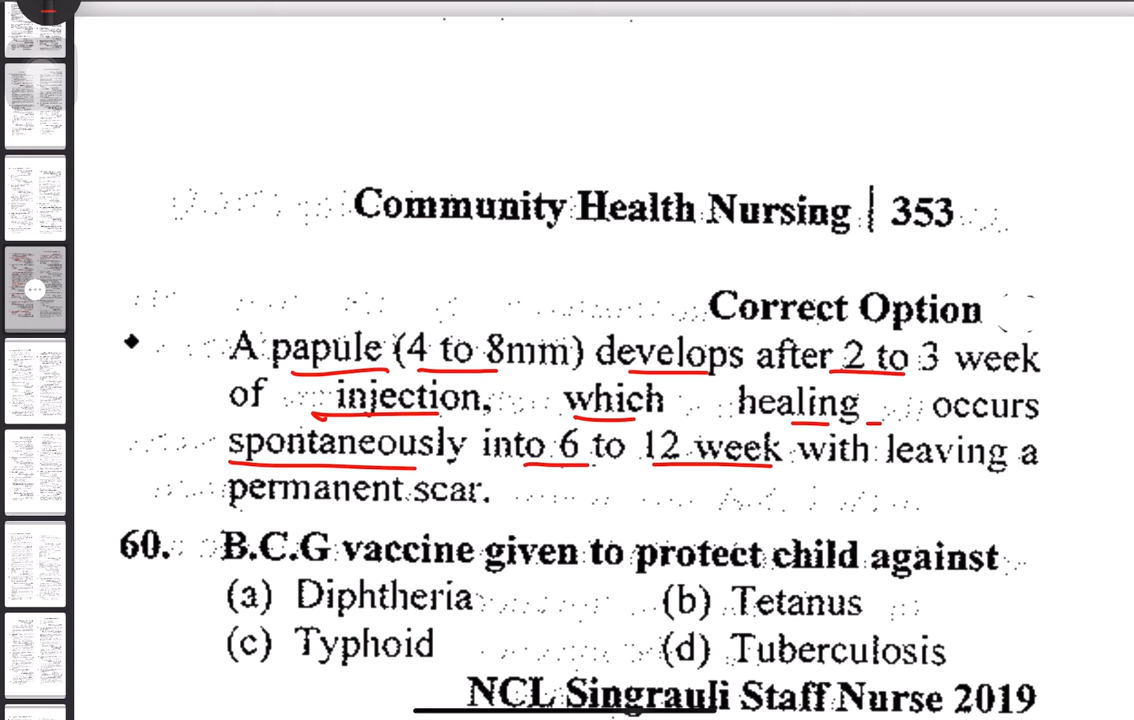 Community Health Nursing | 353
Correct Option
♦ A papule (4 to 8mm) develops after 2 to 3 week
of injection, which healing occurs
spontaneously into 6 to 12 week with leaving a
permanent scar.
60. B.C.G vaccine given to protect child against
(a) Diphtheria (b) Tetanus
(c) Typhoid (d) Tuberculosis
NCL Singrauli Staff Nurse 2019